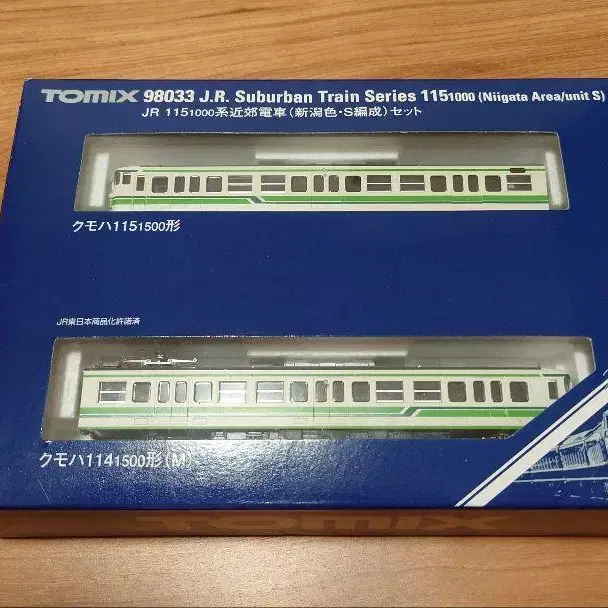 TOMIX 98033 J.R. Suburban Train Series 1151000 (Niigata Area/unit S)
JR 1151000系近郊電車(新潟色・S編成)セット
クモハ1151500形
JR東日本商品化許諾済
クモハ1141500形(M)
TOMIX